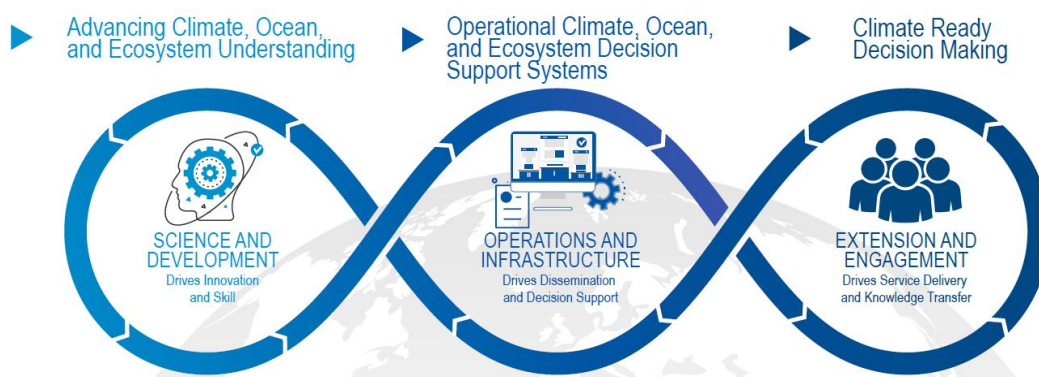 Advancing Climate, Ocean,
and Ecosystem Understanding
Operational Climate, Ocean,
and Ecosystem Decision
Support Systems
Climate Ready
Decision Making
SCIENCE AND
DEVELOPMENT
Drives Innovation
and Skill
OPERATIONS AND
INFRASTRUCTURE
Drives Dissemination
and Decision Support
EXTENSION AND
ENGAGEMENT
Drives Service Delivery
and Knowledge Transfer